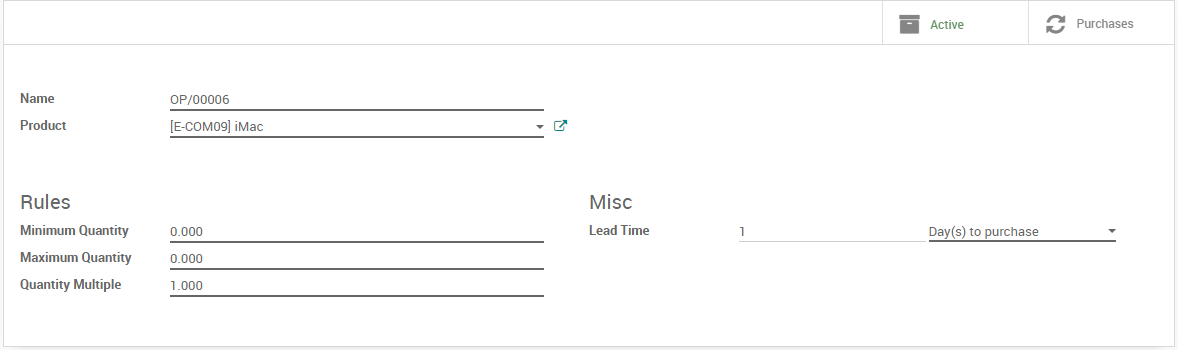 Active Purchases
Name OP/00006
Product [E-COM09] iMac
Rules Misc
Minimum Quantity 0.000 Lead Time 1 Day(s) to purchase
Maximum Quantity 0.000
Quantity Multiple 1.000